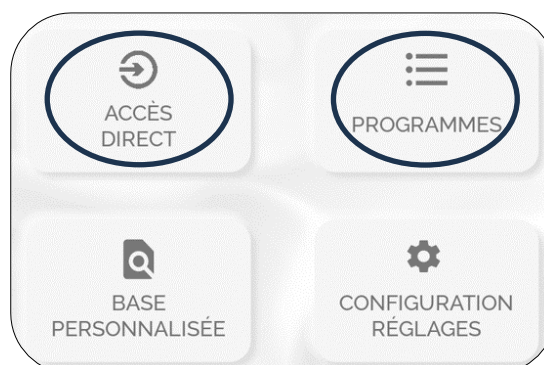 ACCÈS
DIRECT
PROGRAMMES
BASE
PERSONNALISÉE
CONFIGURATION
RÉGLAGES